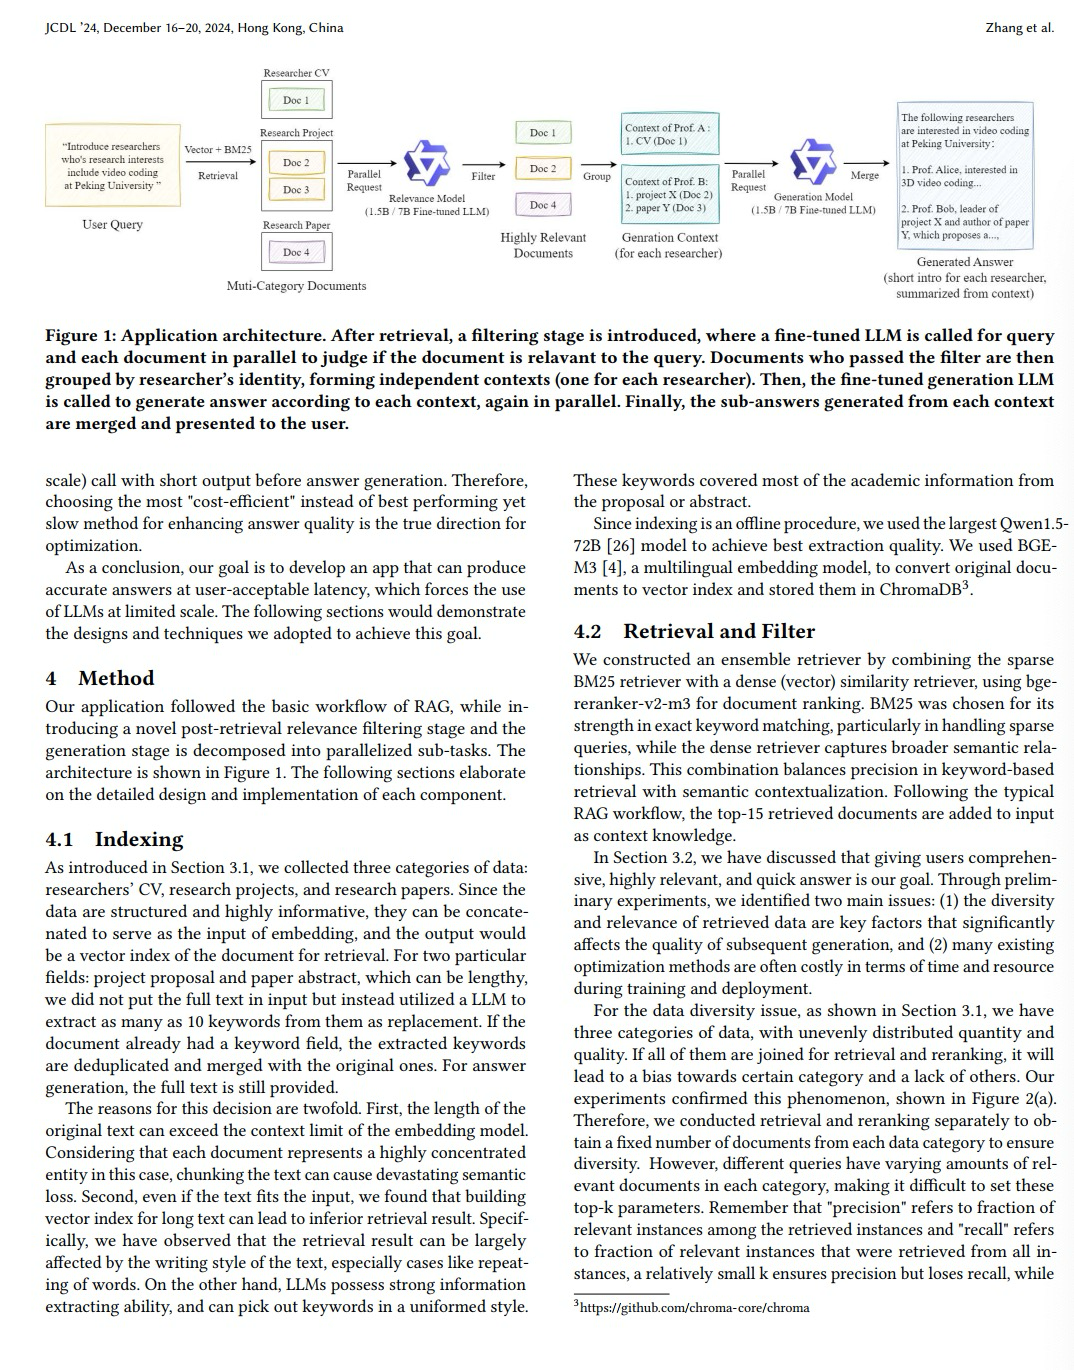 JCDL ’24, December 16–20, 2024, Hong Kong, China
Zhang et al.
“Introduce researchers
who's research interests
include video coding
at Peking University ”
User Query
Vector + BM25
Retrieval
Researcher CV
Doc 1
Research Project
Doc 2
Doc 3
Research Paper
Doc 4
Muti-Category Documents
Parallel
Request
Relevance Model
(1.5B / 7B Fine-tuned LLM)
Filter
Doc 1
Doc 2
Doc 4
Highly Relevant
Documents
Group
Context of Prof. A :
1. CV (Doc 1)
Context of Prof. B:
1. project X (Doc 2)
2. paper Y (Doc 3)
Genration Context
(for each researcher)
Parallel
Request
Generation Model
(1.5B / 7B Fine-tuned LLM)
Merge
The following researchers
are interested in video coding
at Peking University:
1. Prof. Alice, interested in
3D video coding...
2. Prof. Bob, leader of
project X and author of paper
Y, which proposes a...,
Generated Answer
(short intro for each researcher,
summarized from context)
Figure 1: Application architecture. After retrieval, a filtering stage is introduced, where a fine-tuned LLM is called for query
and each document in parallel to judge if the document is relavant to the query. Documents who passed the filter are then
grouped by researcher’s identity, forming independent contexts (one for each researcher). Then, the fine-tuned generation LLM
is called to generate answer according to each context, again in parallel. Finally, the sub-answers generated from each context
are merged and presented to the user.
scale) call with short output before answer generation. Therefore,
choosing the most "cost-efficient" instead of best performing yet
slow method for enhancing answer quality is the true direction for
optimization.
As a conclusion, our goal is to develop an app that can produce
accurate answers at user-acceptable latency, which forces the use
of LLMs at limited scale. The following sections would demonstrate
the designs and techniques we adopted to achieve this goal.
4 Method
Our application followed the basic workflow of RAG, while in-
troducing a novel post-retrieval relevance filtering stage and the
generation stage is decomposed into parallelized sub-tasks. The
architecture is shown in Figure 1. The following sections elaborate
on the detailed design and implementation of each component.
4.1 Indexing
As introduced in Section 3.1, we collected three categories of data:
researchers’ CV, research projects, and research papers. Since the
data are structured and highly informative, they can be concate-
nated to serve as the input of embedding, and the output would
be a vector index of the document for retrieval. For two particular
fields: project proposal and paper abstract, which can be lengthy,
we did not put the full text in input but instead utilized a LLM to
extract as many as 10 keywords from them as replacement. If the
document already had a keyword field, the extracted keywords
are deduplicated and merged with the original ones. For answer
generation, the full text is still provided.
The reasons for this decision are twofold. First, the length of the
original text can exceed the context limit of the embedding model.
Considering that each document represents a highly concentrated
entity in this case, chunking the text can cause devastating semantic
loss. Second, even if the text fits the input, we found that building
vector index for long text can lead to inferior retrieval result. Specif-
ically, we have observed that the retrieval result can be largely
affected by the writing style of the text, especially cases like repeat-
ing of words. On the other hand, LLMs possess strong information
extracting ability, and can pick out keywords in a uniformed style.
These keywords covered most of the academic information from
the proposal or abstract.
Since indexing is an offline procedure, we used the largest Qwen1.5-
72B [26] model to achieve best extraction quality. We used BGE-
M3 [4], a multilingual embedding model, to convert original docu-
ments to vector index and stored them in ChromaDB³.
4.2 Retrieval and Filter
We constructed an ensemble retriever by combining the sparse
BM25 retriever with a dense (vector) similarity retriever, using bge-
reranker-v2-m3 for document ranking. BM25 was chosen for its
strength in exact keyword matching, particularly in handling sparse
queries, while the dense retriever captures broader semantic rela-
tionships. This combination balances precision in keyword-based
retrieval with semantic contextualization. Following the typical
RAG workflow, the top-15 retrieved documents are added to input
as context knowledge.
In Section 3.2, we have discussed that giving users comprehen-
sive, highly relevant, and quick answer is our goal. Through prelim-
inary experiments, we identified two main issues: (1) the diversity
and relevance of retrieved data are key factors that significantly
affects the quality of subsequent generation, and (2) many existing
optimization methods are often costly in terms of time and resource
during training and deployment.
For the data diversity issue, as shown in Section 3.1, we have
three categories of data, with unevenly distributed quantity and
quality. If all of them are joined for retrieval and reranking, it will
lead to a bias towards certain category and a lack of others. Our
experiments confirmed this phenomenon, shown in Figure 2(a).
Therefore, we conducted retrieval and reranking separately to ob-
tain a fixed number of documents from each data category to ensure
diversity. However, different queries have varying amounts of rel-
evant documents in each category, making it difficult to set these
top-k parameters. Remember that "precision" refers to fraction of
relevant instances among the retrieved instances and "recall" refers
to fraction of relevant instances that were retrieved from all in-
stances, a relatively small k ensures precision but loses recall, while
³https://github.com/chroma-core/chroma